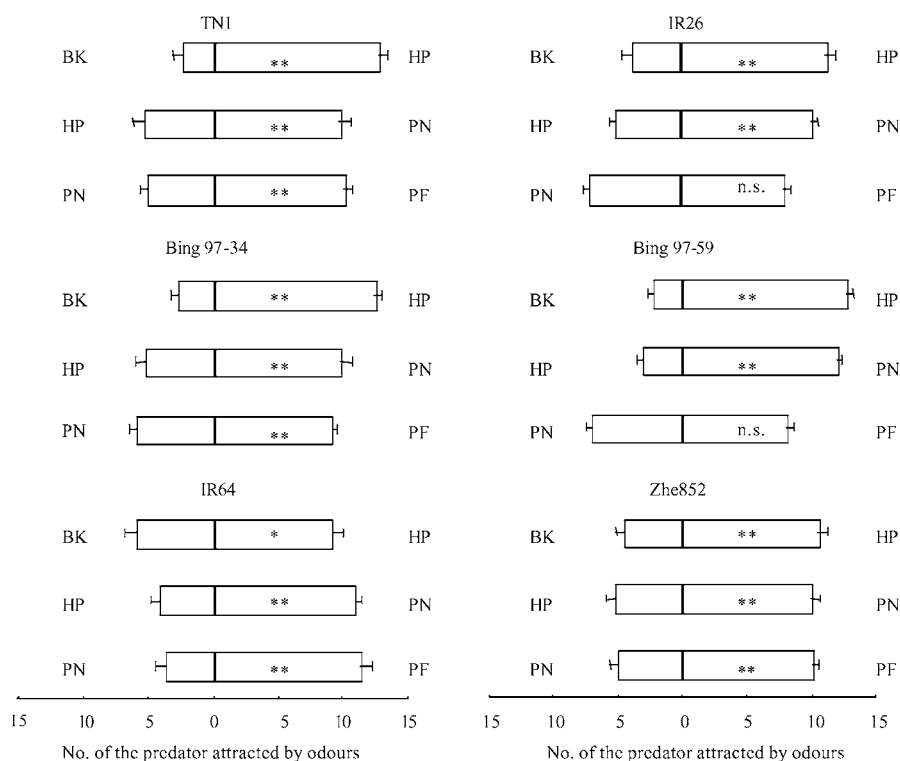 TN1
BK ** HP
HP ** PN
PN ** PF
Bing 97-34
BK ** HP
HP ** PN
PN ** PF
IR64
BK * HP
HP ** PN
PN ** PF
15 10 5 0 5 10 15
No. of the predator attracted by odours
IR26
BK ** HP
HP ** PN
PN n.s. PF
Bing 97-59
BK ** HP
HP ** PN
PN n.s. PF
Zhe852
BK ** HP
HP ** PN
PN ** PF
15 10 5 0 5 10 15
No. of the predator attracted by odours